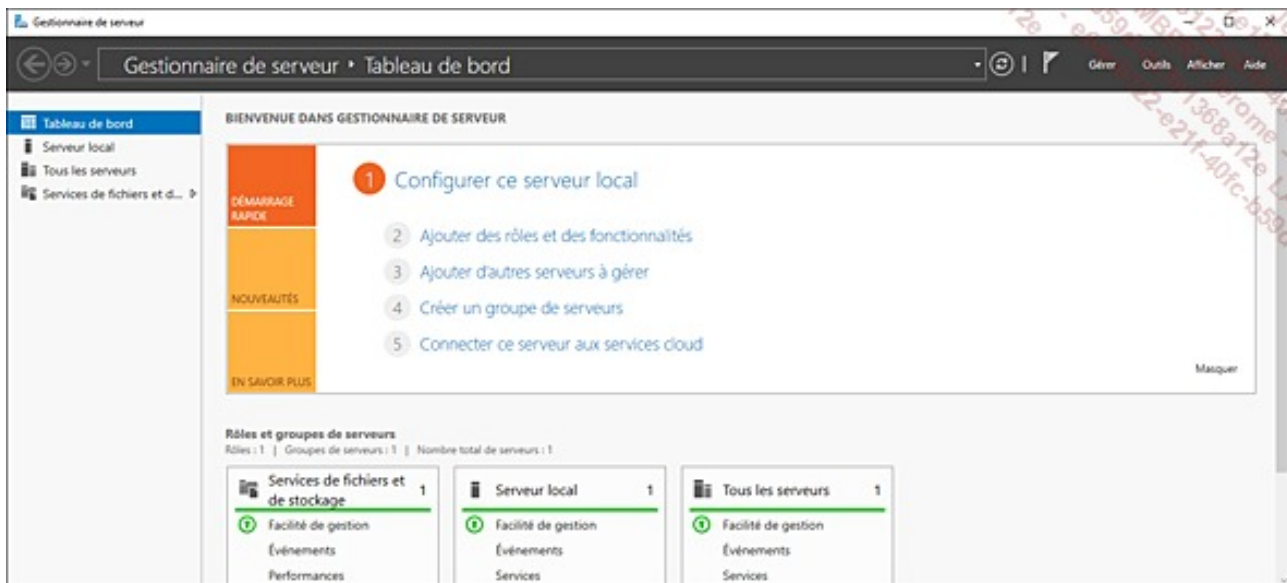 Gestionnaire de serveur
Gestionnaire de serveur • Tableau de bord
Gérer Outils Afficher Aide
Tableau de bord
Serveur local
Tous les serveurs
Services de fichiers et d...
BIENVENUE DANS GESTIONNAIRE DE SERVEUR
DÉMARRAGE
RAPIDE
NOUVEAUTÉS
EN SAVOIR PLUS
1 Configurer ce serveur local
2 Ajouter des rôles et des fonctionnalités
3 Ajouter d'autres serveurs à gérer
4 Créer un groupe de serveurs
5 Connecter ce serveur aux services cloud
Masquer
Rôles et groupes de serveurs
Rôles : 1 | Groupes de serveurs : 1 | Nombre total de serveurs : 1
Services de fichiers et
de stockage 1
Facilité de gestion
Événements
Performances
Serveur local 1
Facilité de gestion
Événements
Services
Tous les serveurs 1
Facilité de gestion
Événements
Services